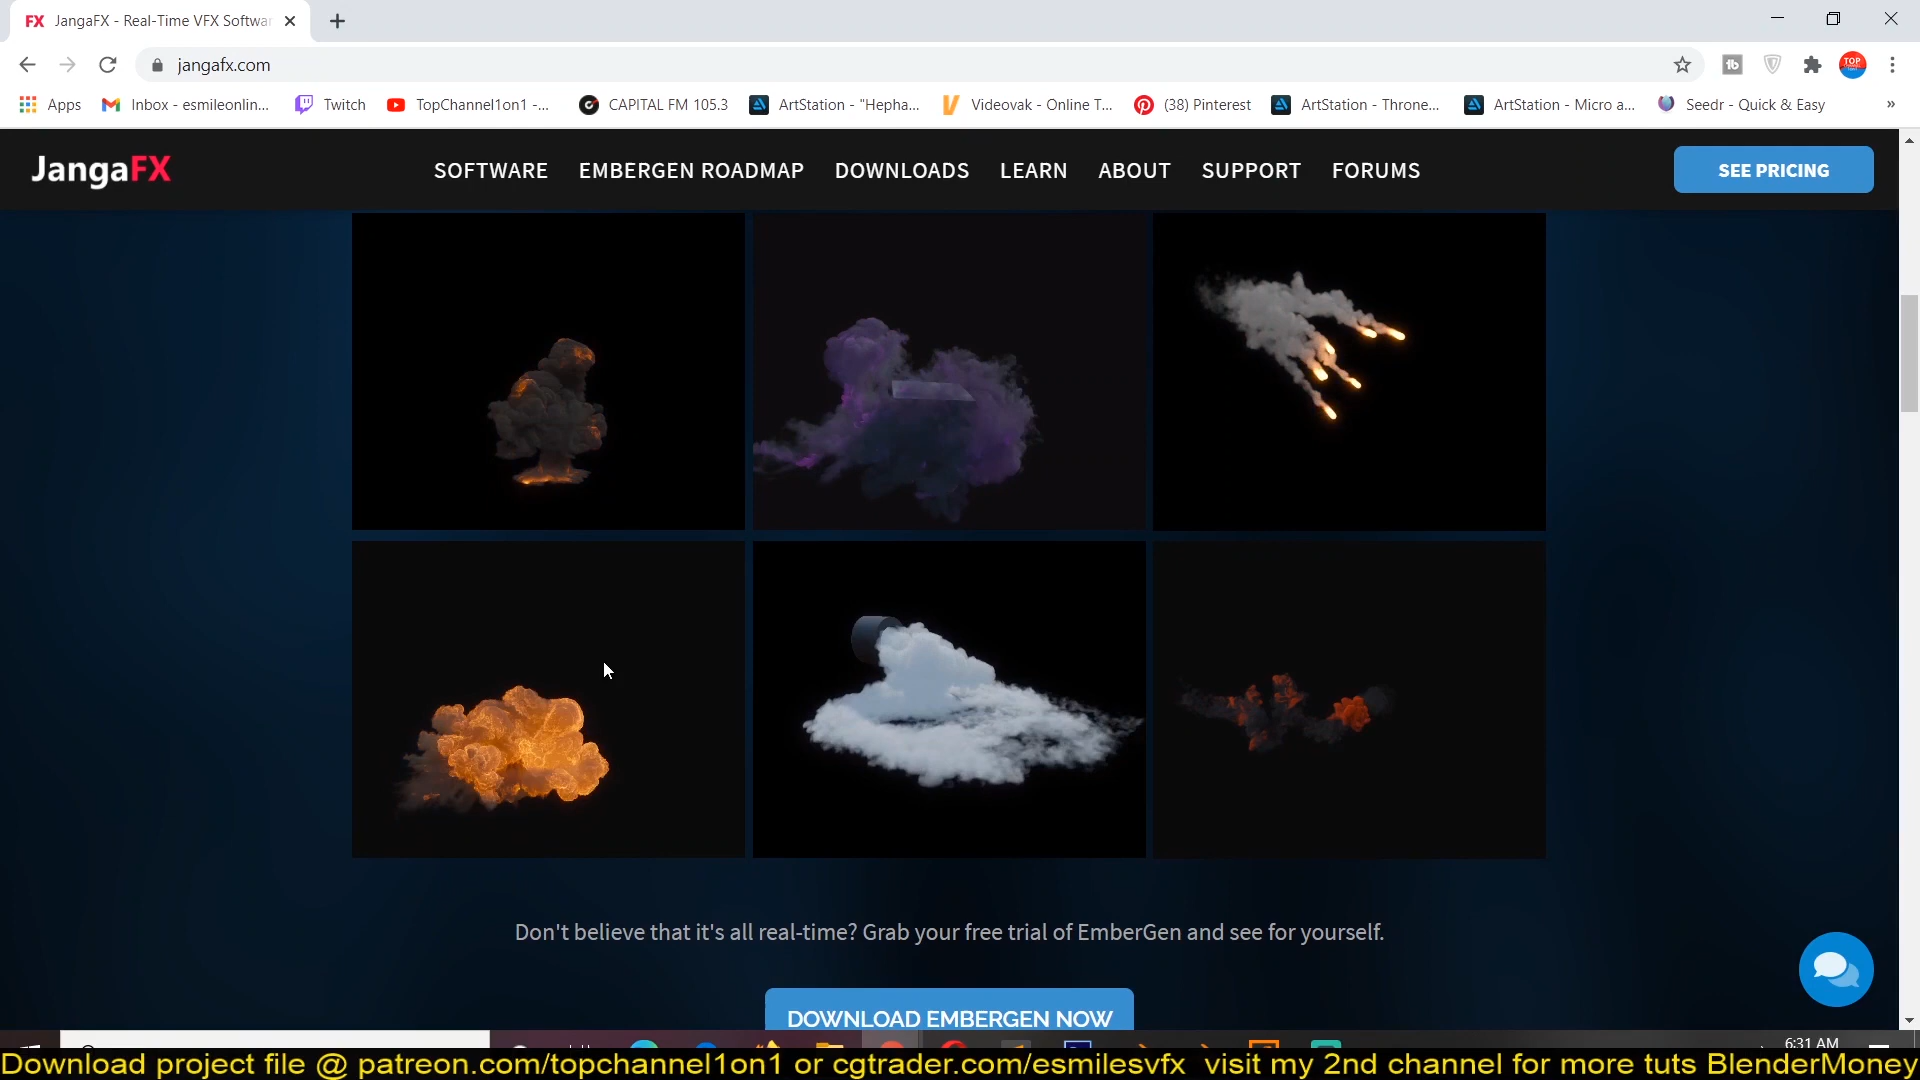 FX JangaFX - Real-Time VFX Softwar
jangafx.com
TOP
Apps
Inbox - esmileonlin...
Twitch
TopChannel1on1 -...
CAPITAL FM 105.3
ArtStation - "Hepha...
Videovak - Online T...
(38) Pinterest
ArtStation - Throne...
ArtStation - Micro a...
Seedr - Quick & Easy
JangaFX
SOFTWARE
EMBERGEN ROADMAP
DOWNLOADS
LEARN
ABOUT
SUPPORT
FORUMS
SEE PRICING
Don't believe that it's all real-time? Grab your free trial of EmberGen and see for yourself.
DOWNLOAD EMBERGEN NOW
6:31 AM
Download project file @ patreon.com/topchannel1on1 or cgtrader.com/esmilesvfx visit my 2nd channel for more tuts BlenderMoney